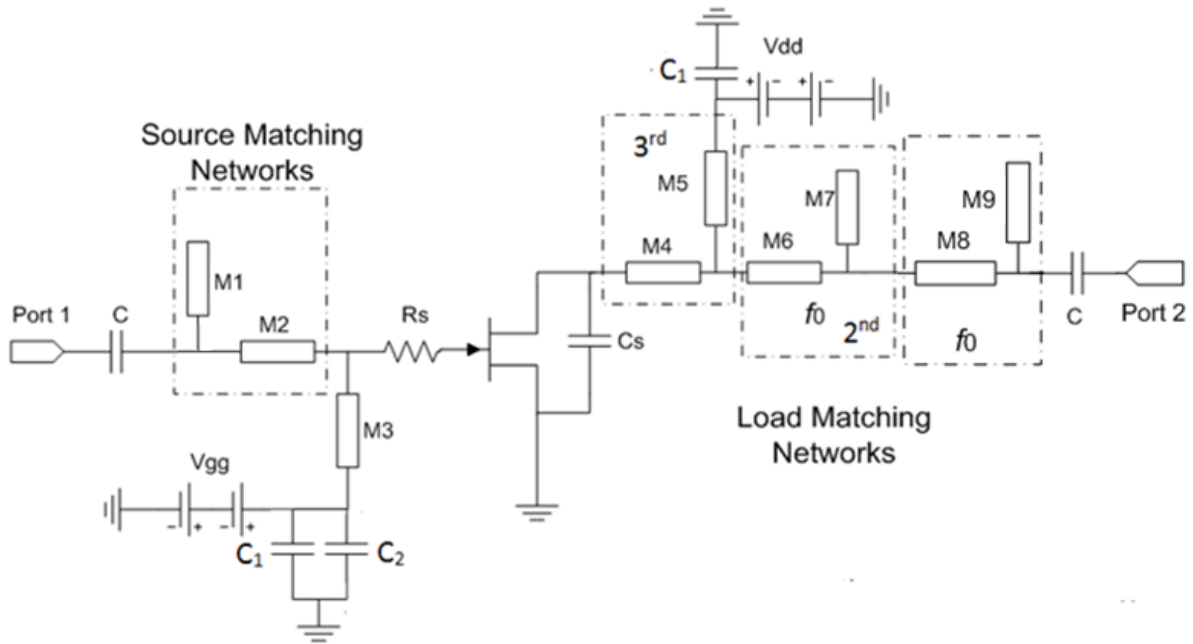 Vdd
C₁
+ - + -
Source Matching
Networks
3ʳᵈ
M5
M7
M9
M1
M4
M6
M8
Port 1
C
M2
Rs
Cs
f0
2ⁿᵈ
f0
C
Port 2
M3
Load Matching
Networks
Vgg
- + - +
C₁
C₂